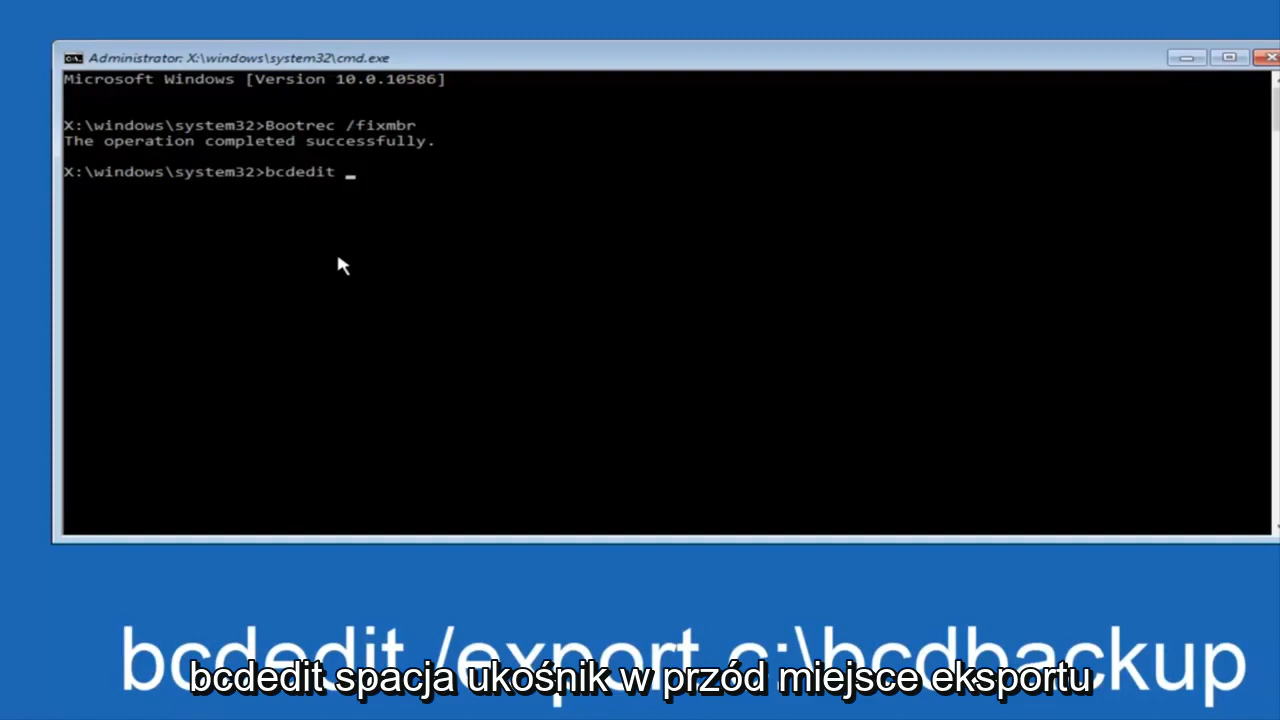 Administrator: X:\windows\system32\cmd.exe
Microsoft Windows [Version 10.0.10586]
X:\windows\system32>Bootrec /fixmbr
The operation completed successfully.
X:\windows\system32>bcdedit _
bcdedit /export c:\bcdbackup
bcdedit spacja ukośnik w przód miejsce eksportu